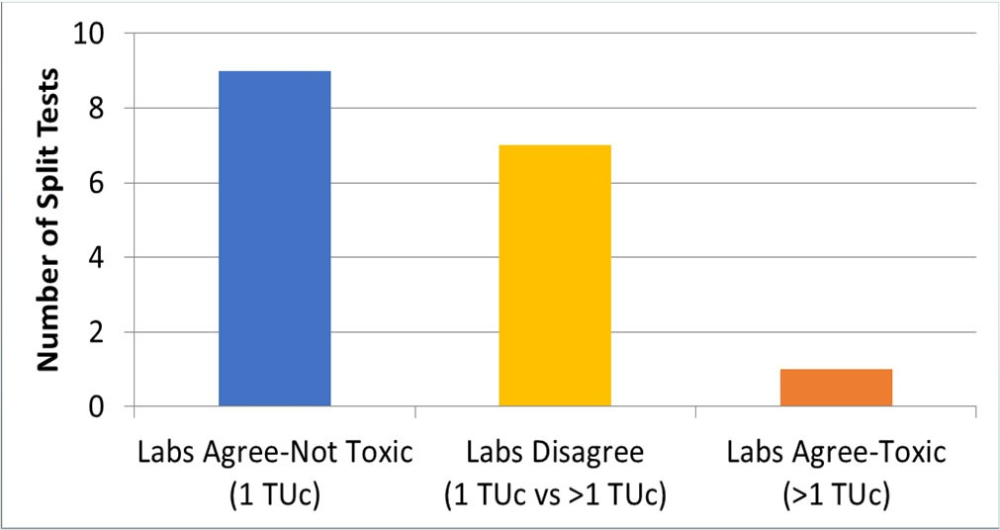 Number of Split Tests
10
8
6
4
2
0
Labs Agree-Not Toxic
(1 TUc)
Labs Disagree
(1 TUc vs >1 TUc)
Labs Agree-Toxic
(>1 TUc)